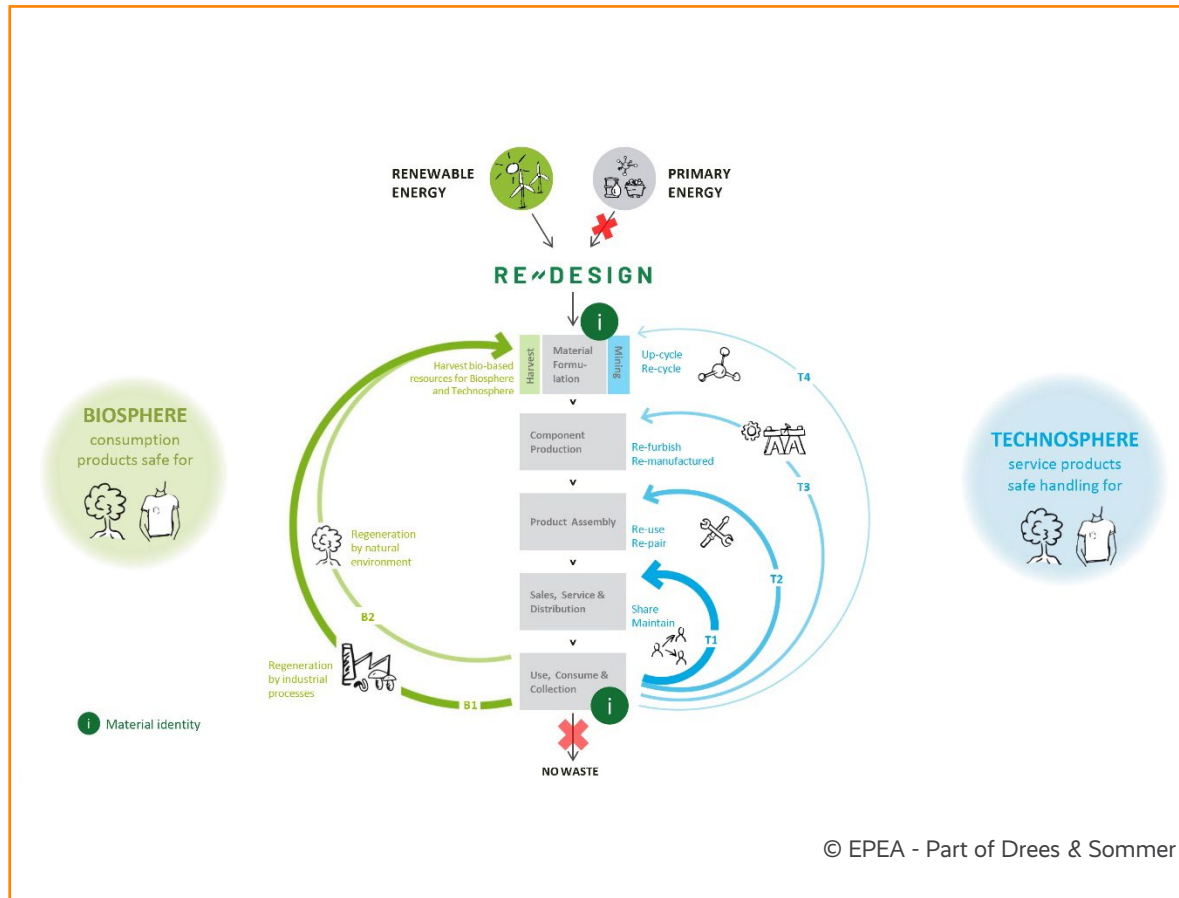 RENEWABLE
ENERGY
PRIMARY
ENERGY
RE//DESIGN
i
Harvest
Material
Formu-
lation
Mining
Harvest bio-based
resources for Biosphere
and Technosphere
Up-cycle
Re-cycle
T4
BIOSPHERE
consumption
products safe for
Component
Production
Re-furbish
Re-manufactured
T3
TECHNOSPHERE
service products
safe handling for
Regeneration
by natural
environment
Product Assembly
Re-use
Re-pair
T2
B2
Sales, Service &
Distribution
Share
Maintain
T1
Regeneration
by industrial
processes
B1
Use, Consume &
Collection
i
i Material identity
NO WASTE
© EPEA - Part of Drees & Sommer